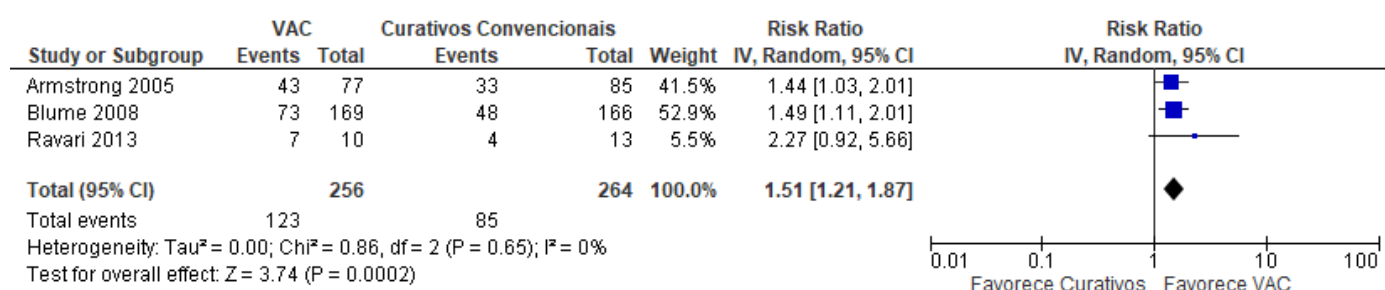 VAC Curativos Convencionais Risk Ratio Risk Ratio
Study or Subgroup Events Total Events Total Weight IV, Random, 95% CI IV, Random, 95% CI
Armstrong 2005 43 77 33 85 41.5% 1.44 [1.03, 2.01]
Blume 2008 73 169 48 166 52.9% 1.49 [1.11, 2.01]
Ravari 2013 7 10 4 13 5.5% 2.27 [0.92, 5.66]
Total (95% CI) 256 264 100.0% 1.51 [1.21, 1.87]
Total events 123 85
Heterogeneity: Tau² = 0.00; Chi² = 0.86, df = 2 (P = 0.65); I² = 0%
Test for overall effect: Z = 3.74 (P = 0.0002)
0.01 0.1 1 10 100
Favorece Curativos Favorece VAC